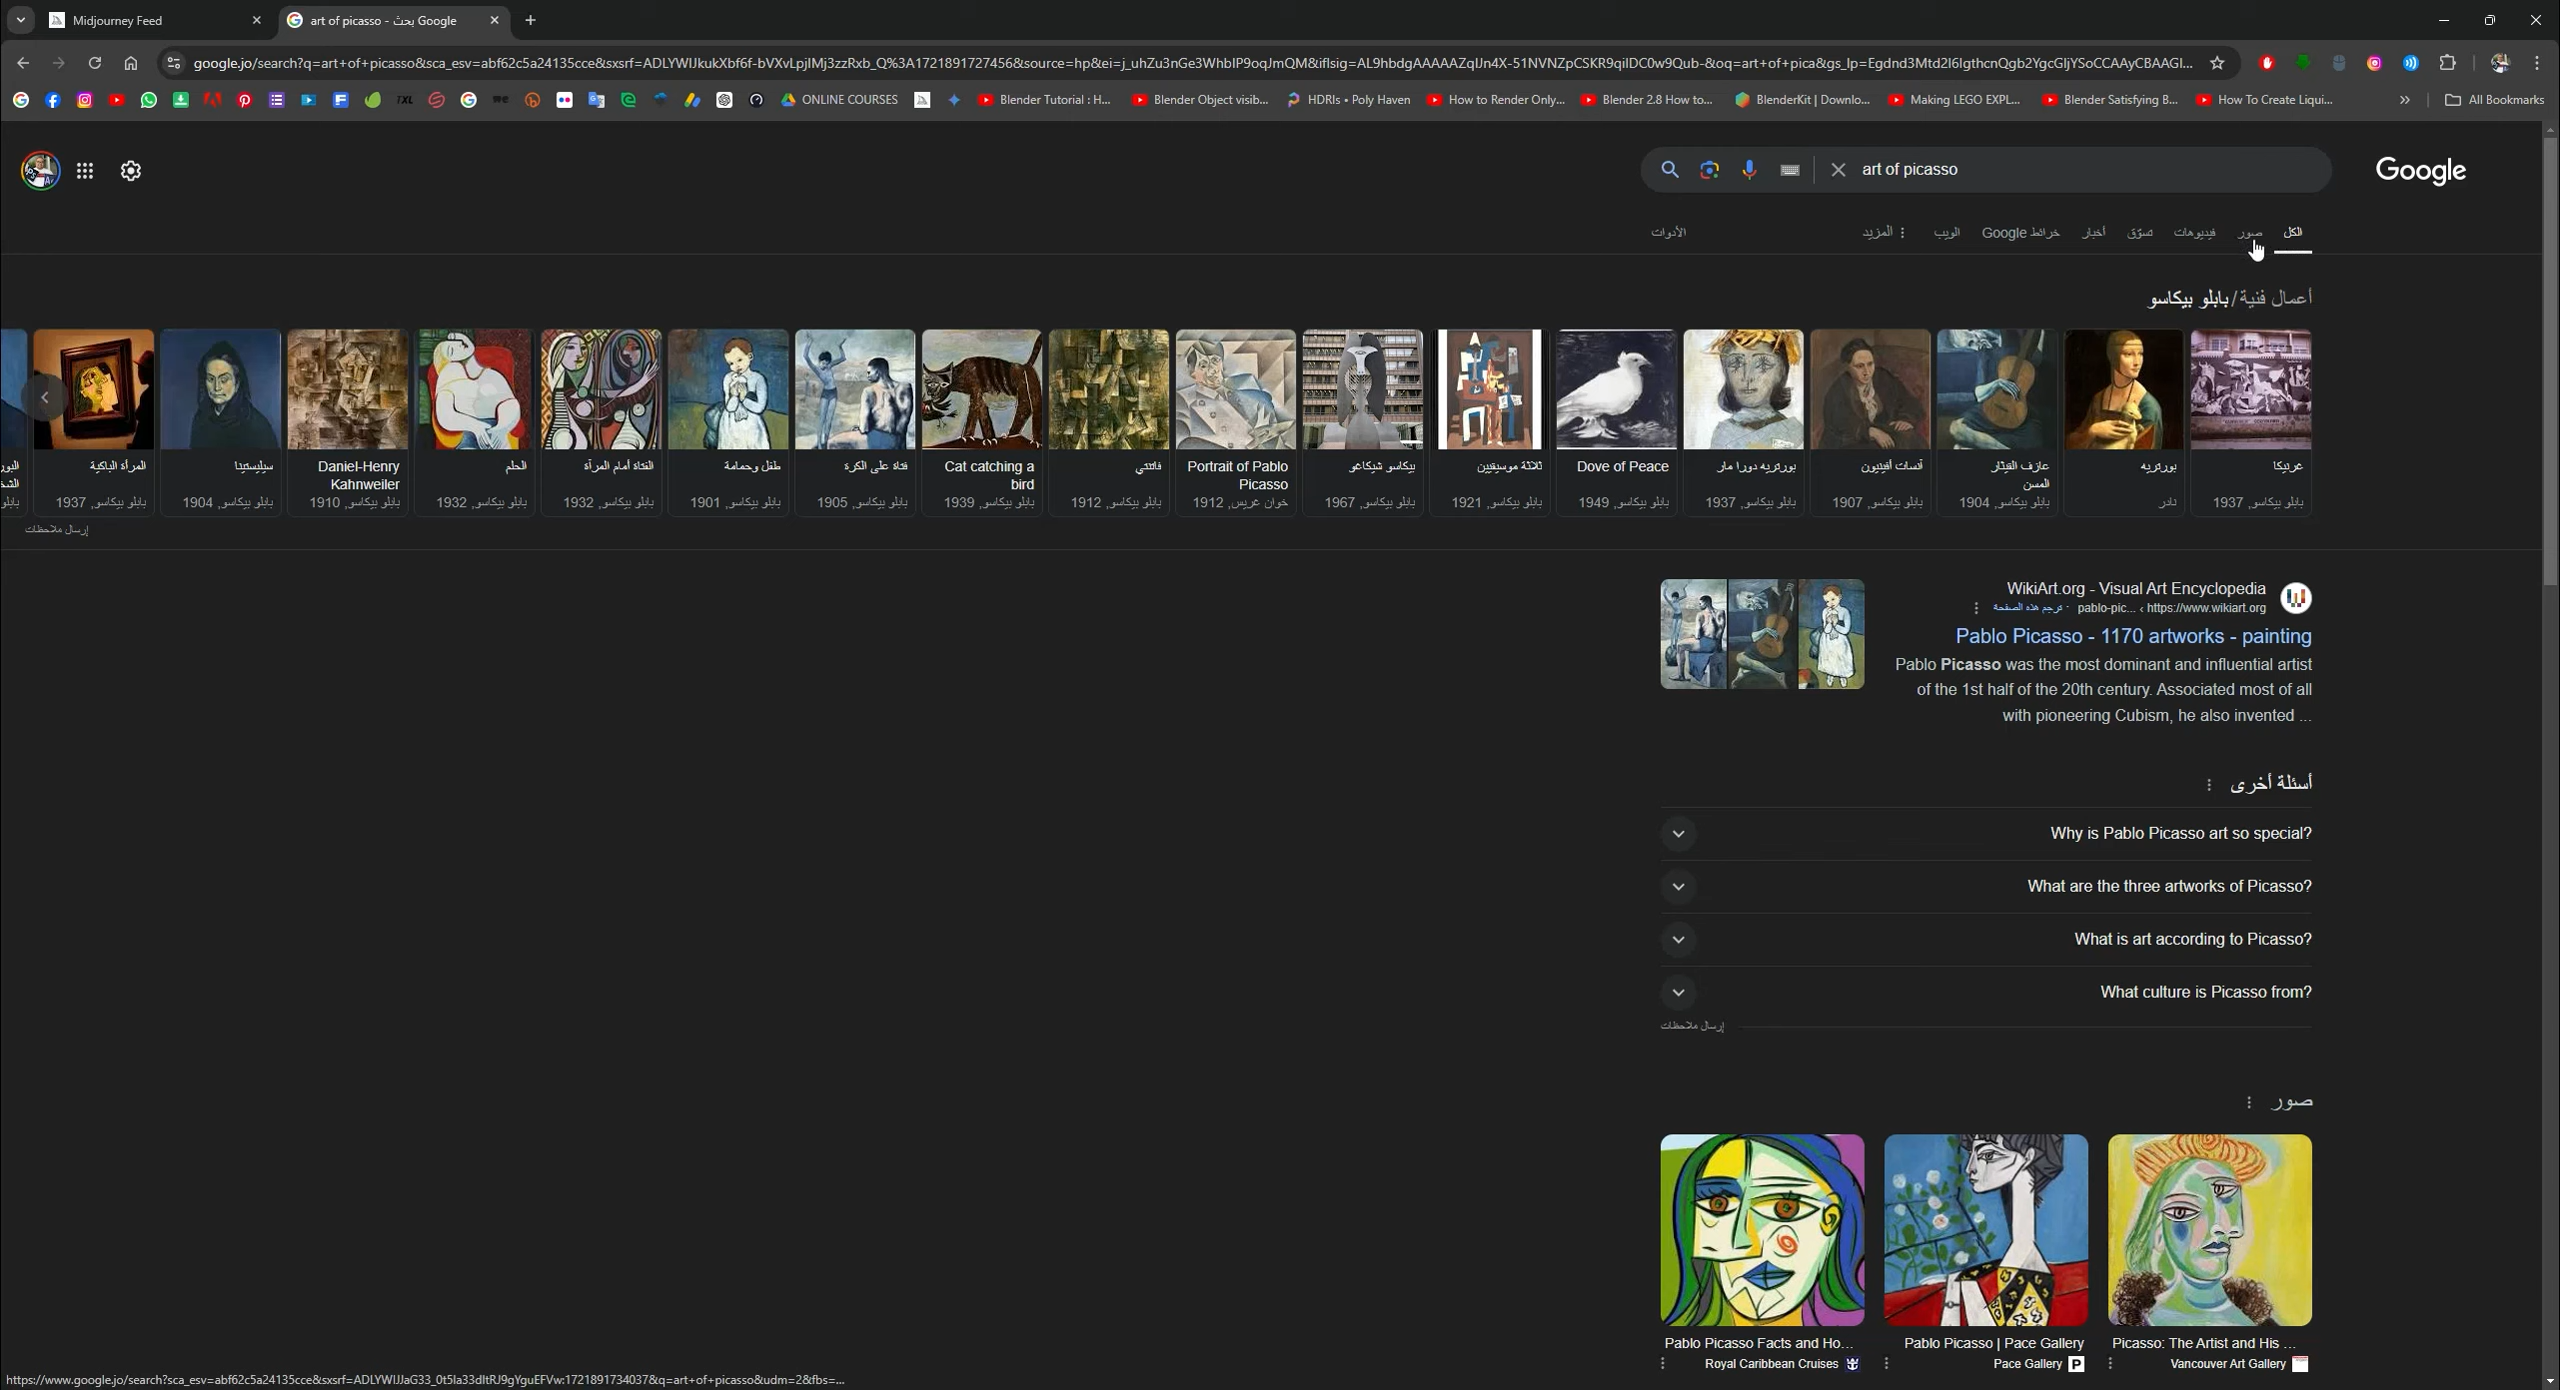 Midjourney Feed
art of picasso - بحث Google
google.jo/search?q=art+of+picasso&sca_esv=abf62c5a24135cce&sxsrf=ADLYWIJkukXbf6f-bVXvLpjIMj3zzRxb_Q%3A1721891727456&source=hp&ei=j_uhZu3nGe3WhbIP9oqJmQM&iflsig=AL9hbdgAAAAAZqIJn4X-51NVNZpCSKR9qiIDC0w9Qub-&oq=art+of+pica&gs_lp=Egdnd3Mtd2l6IgthcnQgb2YgcGljYSoCCAAyCBAAGI...
ONLINE COURSES
Blender Tutorial : H...
Blender Object visib...
HDRIs • Poly Haven
How to Render Only...
Blender 2.8 How to...
BlenderKit | Downlo...
Making LEGO EXPL...
Blender Satisfying B...
How To Create Liqui...
All Bookmarks
art of picasso
Google
الكل
صور
فيديوهات
تسوّق
أخبار
خرائط Google
الويب
المزيد
الأدوات
أعمال فنية/بابلو بيكاسو
غرنيكا
بابلو بيكاسو, 1937
بورتريه
نادر
عازف القيثار
المسن
بابلو بيكاسو, 1904
آنسات أفينيون
بابلو بيكاسو, 1907
بورتريه دورا مار
بابلو بيكاسو, 1937
Dove of Peace
بابلو بيكاسو, 1949
ثلاثة موسيقيين
بابلو بيكاسو, 1921
بيكاسو شيكاغو
بابلو بيكاسو, 1967
Portrait of Pablo
Picasso
خوان غريس, 1912
فاتنتي
بابلو بيكاسو, 1912
Cat catching a
bird
بابلو بيكاسو, 1939
فتاة على الكرة
بابلو بيكاسو, 1905
طفل وحمامة
بابلو بيكاسو, 1901
الفتاة أمام المرآة
بابلو بيكاسو, 1932
الحلم
بابلو بيكاسو, 1932
Daniel-Henry
Kahnweiler
بابلو بيكاسو, 1910
سيليستينا
بابلو بيكاسو, 1904
المرأة الباكية
بابلو بيكاسو, 1937
إرسال ملاحظات
WikiArt.org - Visual Art Encyclopedia
https://www.wikiart.org › pablo-pic... · ترجم هذه الصفحة
Pablo Picasso - 1170 artworks - painting
Pablo Picasso was the most dominant and influential artist
of the 1st half of the 20th century. Associated most of all
with pioneering Cubism, he also invented ...
أسئلة أخرى
Why is Pablo Picasso art so special?
What are the three artworks of Picasso?
What is art according to Picasso?
What culture is Picasso from?
إرسال ملاحظات
صور
Picasso: The Artist and His ...
Vancouver Art Gallery
Pablo Picasso | Pace Gallery
Pace Gallery
Pablo Picasso Facts and Ho...
Royal Caribbean Cruises
https://www.google.jo/search?sca_esv=abf62c5a24135cce&sxsrf=ADLYWIJJaG33_0t5la33dltRJ9gYguEFVw:1721891734037&q=art+of+picasso&udm=2&fbs=...